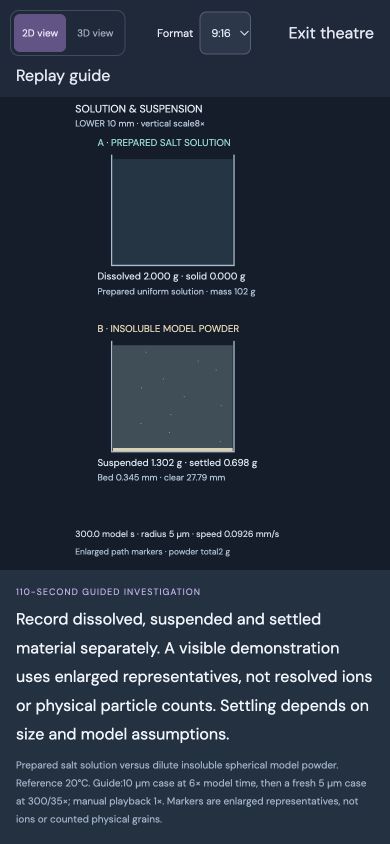 2D view 3D view Format 9:16 Exit theatre
Replay guide
SOLUTION & SUSPENSION
LOWER 10 mm · vertical scale8×
A · PREPARED SALT SOLUTION
Dissolved 2.000 g · solid 0.000 g
Prepared uniform solution · mass 102 g
B · INSOLUBLE MODEL POWDER
Suspended 1.302 g · settled 0.698 g
Bed 0.345 mm · clear 27.79 mm
300.0 model s · radius 5 μm · speed 0.0926 mm/s
Enlarged path markers · powder total2 g
110-SECOND GUIDED INVESTIGATION
Record dissolved, suspended and settled
material separately. A visible demonstration
uses enlarged representatives, not resolved ions
or physical particle counts. Settling depends on
size and model assumptions.
Prepared salt solution versus dilute insoluble spherical model powder.
Reference 20°C. Guide:10 μm case at 6× model time, then a fresh 5 μm case
at 300/35×; manual playback 1×. Markers are enlarged representatives, not
ions or counted physical grains.